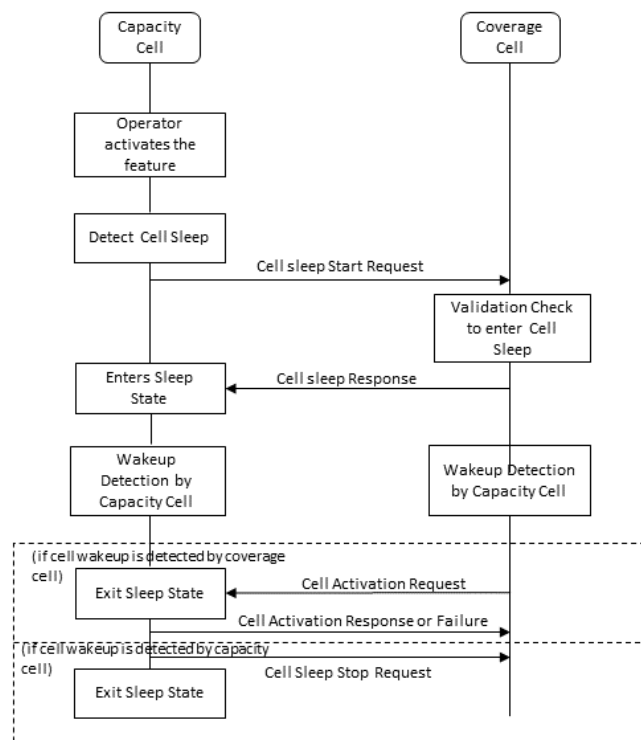 Capacity
Cell
Coverage
Cell
Operator
activates the
feature
Detect Cell Sleep
Cell sleep Start Request
Validation Check
to enter Cell
Sleep
Enters Sleep
State
Cell sleep Response
Wakeup
Detection by
Capacity Cell
Wakeup Detection
by Capacity Cell
(if cell wakeup is detected by coverage
cell)
Exit Sleep State
Cell Activation Request
Cell Activation Response or Failure
(if cell wakeup is detected by capacity
cell)
Cell Sleep Stop Request
Exit Sleep State